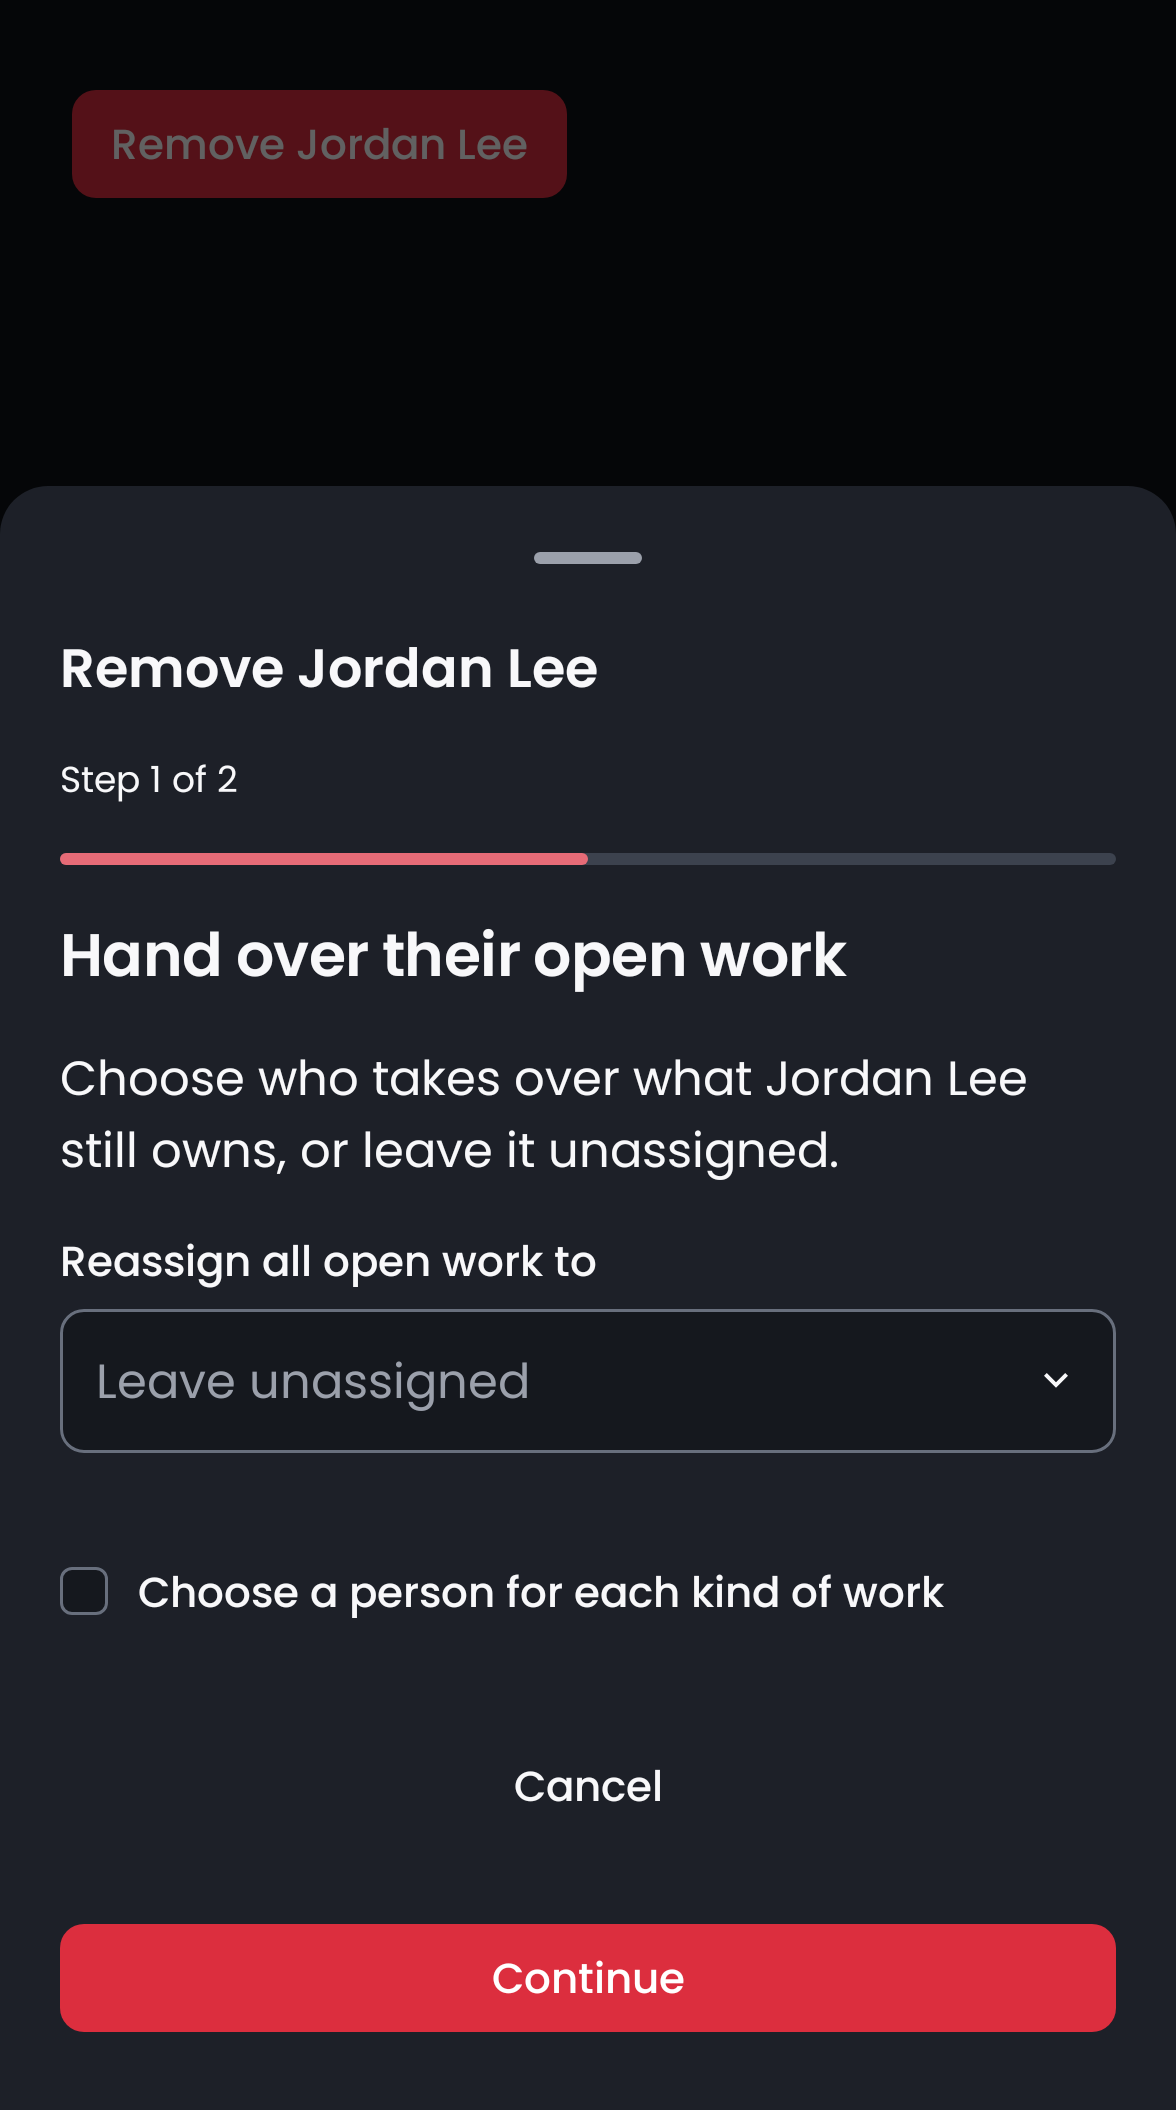 Remove Jordan Lee
Remove Jordan Lee
Step 1 of 2
Hand over their open work
Choose who takes over what Jordan Lee
still owns, or leave it unassigned.
Reassign all open work to
Leave unassigned
Choose a person for each kind of work
Cancel
Continue